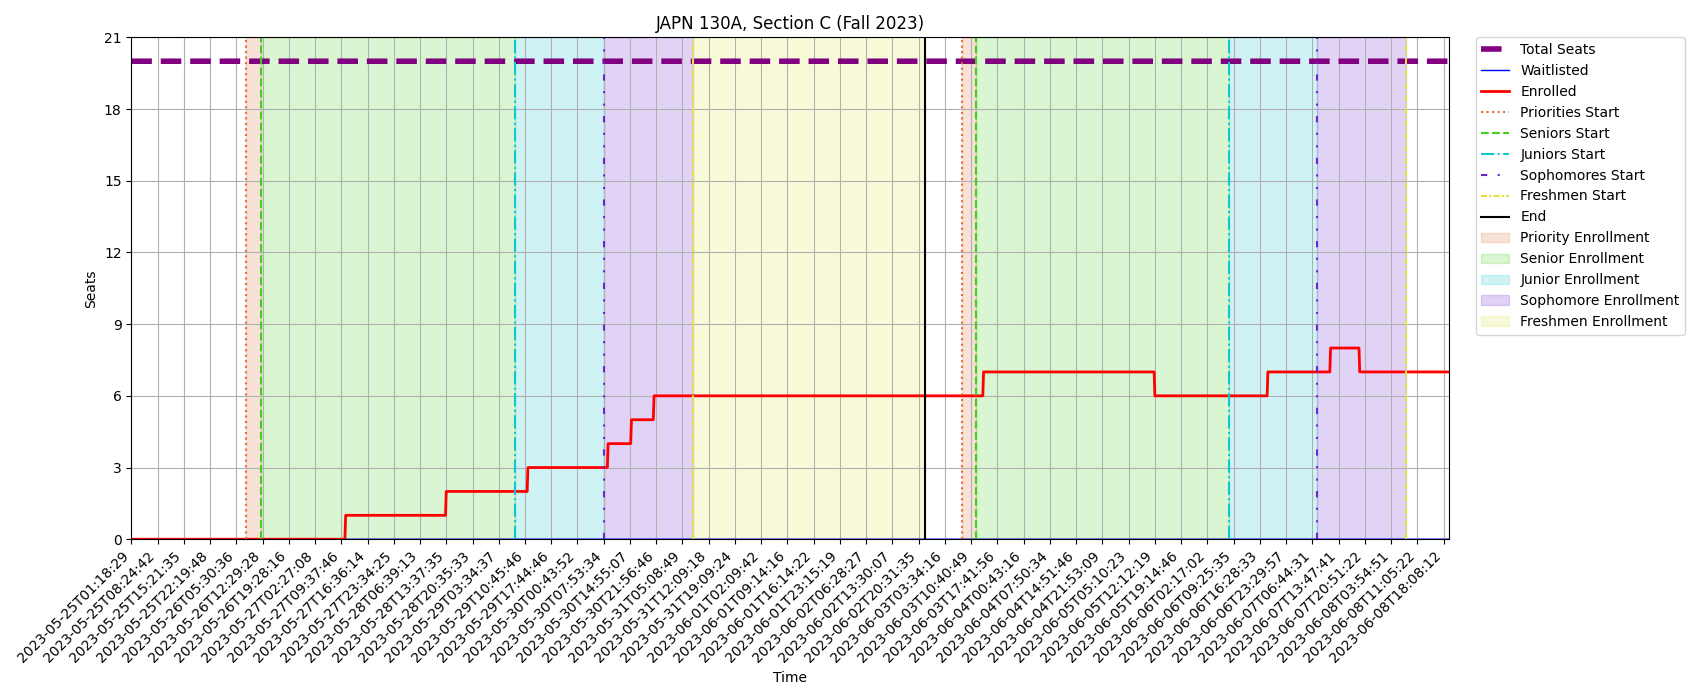 JAPN 130A, Section C (Fall 2023)
21
18
15
12
9
6
3
0
Seats
2023-05-25T01:18:29
2023-05-25T08:24:42
2023-05-25T15:21:35
2023-05-25T22:19:48
2023-05-26T05:30:36
2023-05-26T12:29:28
2023-05-26T19:28:16
2023-05-27T02:27:08
2023-05-27T09:37:46
2023-05-27T16:36:14
2023-05-27T23:34:25
2023-05-28T06:39:13
2023-05-28T13:37:35
2023-05-28T20:35:33
2023-05-29T03:34:37
2023-05-29T10:45:46
2023-05-29T17:44:46
2023-05-30T00:43:52
2023-05-30T07:53:34
2023-05-30T14:55:07
2023-05-30T21:56:46
2023-05-31T05:08:49
2023-05-31T12:09:18
2023-05-31T19:09:24
2023-06-01T02:09:42
2023-06-01T09:14:16
2023-06-01T16:14:22
2023-06-01T23:15:19
2023-06-02T06:28:27
2023-06-02T13:30:07
2023-06-02T20:31:35
2023-06-03T03:34:16
2023-06-03T10:40:49
2023-06-03T17:41:56
2023-06-04T00:43:16
2023-06-04T07:50:34
2023-06-04T14:51:46
2023-06-04T21:53:09
2023-06-05T05:10:23
2023-06-05T12:12:19
2023-06-05T19:14:46
2023-06-06T02:17:02
2023-06-06T09:25:35
2023-06-06T16:28:33
2023-06-06T23:29:57
2023-06-07T06:44:31
2023-06-07T13:47:41
2023-06-07T20:51:22
2023-06-08T03:54:51
2023-06-08T11:05:22
2023-06-08T18:08:12
Time
Total Seats
Waitlisted
Enrolled
Priorities Start
Seniors Start
Juniors Start
Sophomores Start
Freshmen Start
End
Priority Enrollment
Senior Enrollment
Junior Enrollment
Sophomore Enrollment
Freshmen Enrollment